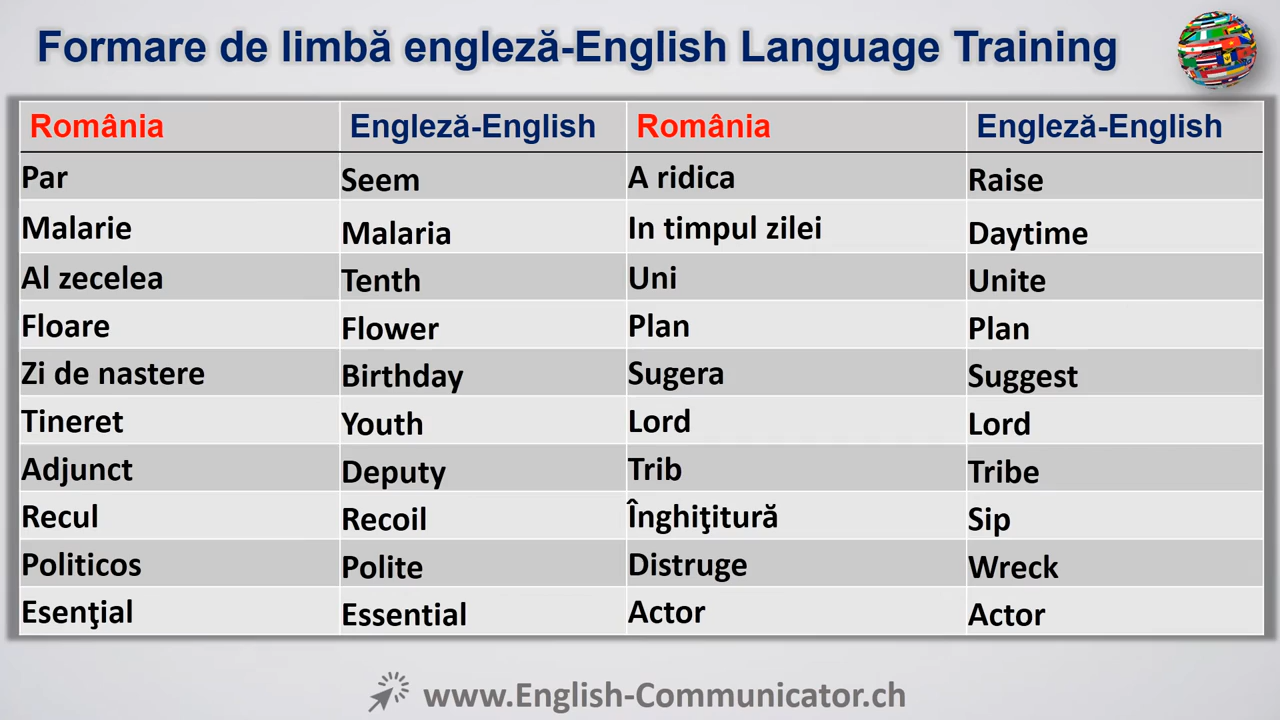 Formare de limbă engleză-English Language Training
România Engleză-English România Engleză-English
Par Seem A ridica Raise
Malarie Malaria In timpul zilei Daytime
Al zecelea Tenth Uni Unite
Floare Flower Plan Plan
Zi de nastere Birthday Sugera Suggest
Tineret Youth Lord Lord
Adjunct Deputy Trib Tribe
Recul Recoil Înghiţitură Sip
Politicos Polite Distruge Wreck
Esenţial Essential Actor Actor
www.English-Communicator.ch